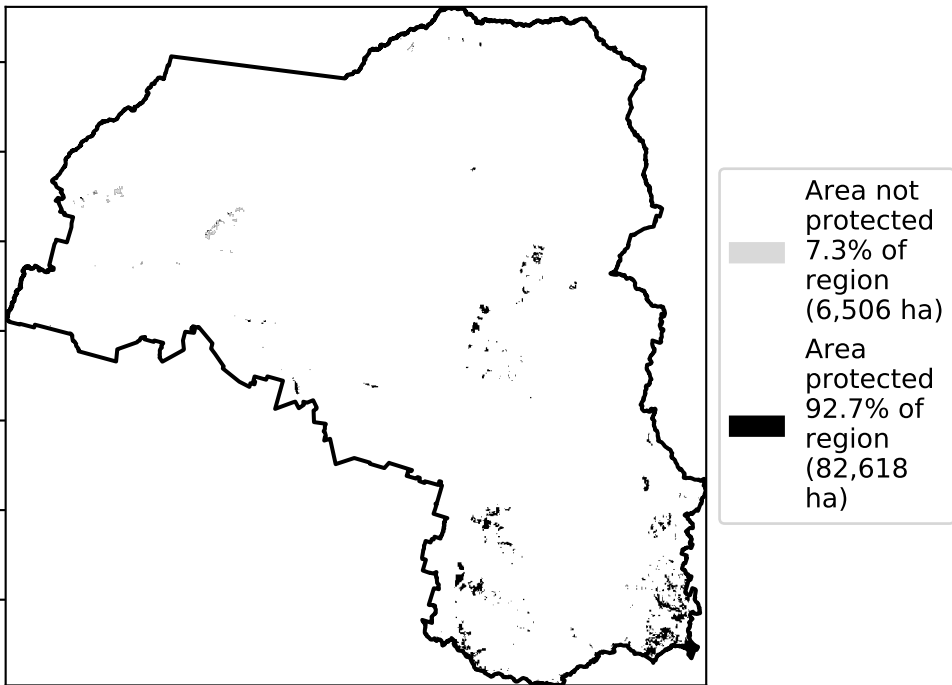 Area not
protected
7.3% of
region
(6,506 ha)
Area
protected
92.7% of
region
(82,618
ha)